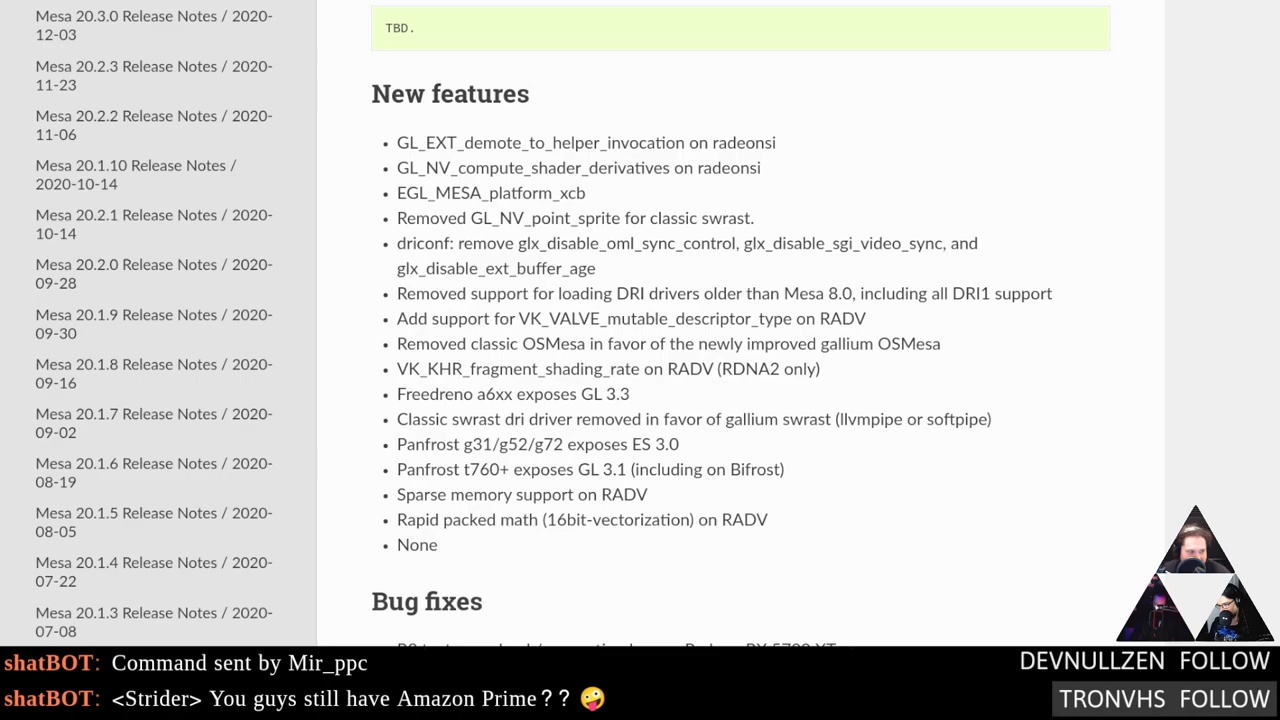 Mesa 20.3.0 Release Notes / 2020-
12-03
Mesa 20.2.3 Release Notes / 2020-
11-23
Mesa 20.2.2 Release Notes / 2020-
11-06
Mesa 20.1.10 Release Notes /
2020-10-14
Mesa 20.2.1 Release Notes / 2020-
10-14
Mesa 20.2.0 Release Notes / 2020-
09-28
Mesa 20.1.9 Release Notes / 2020-
09-30
Mesa 20.1.8 Release Notes / 2020-
09-16
Mesa 20.1.7 Release Notes / 2020-
09-02
Mesa 20.1.6 Release Notes / 2020-
08-19
Mesa 20.1.5 Release Notes / 2020-
08-05
Mesa 20.1.4 Release Notes / 2020-
07-22
Mesa 20.1.3 Release Notes / 2020-
07-08
TBD.
New features
• GL_EXT_demote_to_helper_invocation on radeonsi
• GL_NV_compute_shader_derivatives on radeonsi
• EGL_MESA_platform_xcb
• Removed GL_NV_point_sprite for classic swrast.
• driconf: remove glx_disable_oml_sync_control, glx_disable_sgi_video_sync, and
glx_disable_ext_buffer_age
• Removed support for loading DRI drivers older than Mesa 8.0, including all DRI1 support
• Add support for VK_VALVE_mutable_descriptor_type on RADV
• Removed classic OSMesa in favor of the newly improved gallium OSMesa
• VK_KHR_fragment_shading_rate on RADV (RDNA2 only)
• Freedreno a6xx exposes GL 3.3
• Classic swrast dri driver removed in favor of gallium swrast (llvmpipe or softpipe)
• Panfrost g31/g52/g72 exposes ES 3.0
• Panfrost t760+ exposes GL 3.1 (including on Bifrost)
• Sparse memory support on RADV
• Rapid packed math (16bit-vectorization) on RADV
• None
Bug fixes
shatBOT: Command sent by Mir_ppc
shatBOT: <Strider> You guys still have Amazon Prime?? 🤪
DEVNULLZEN FOLLOW
TRONVHS FOLLOW